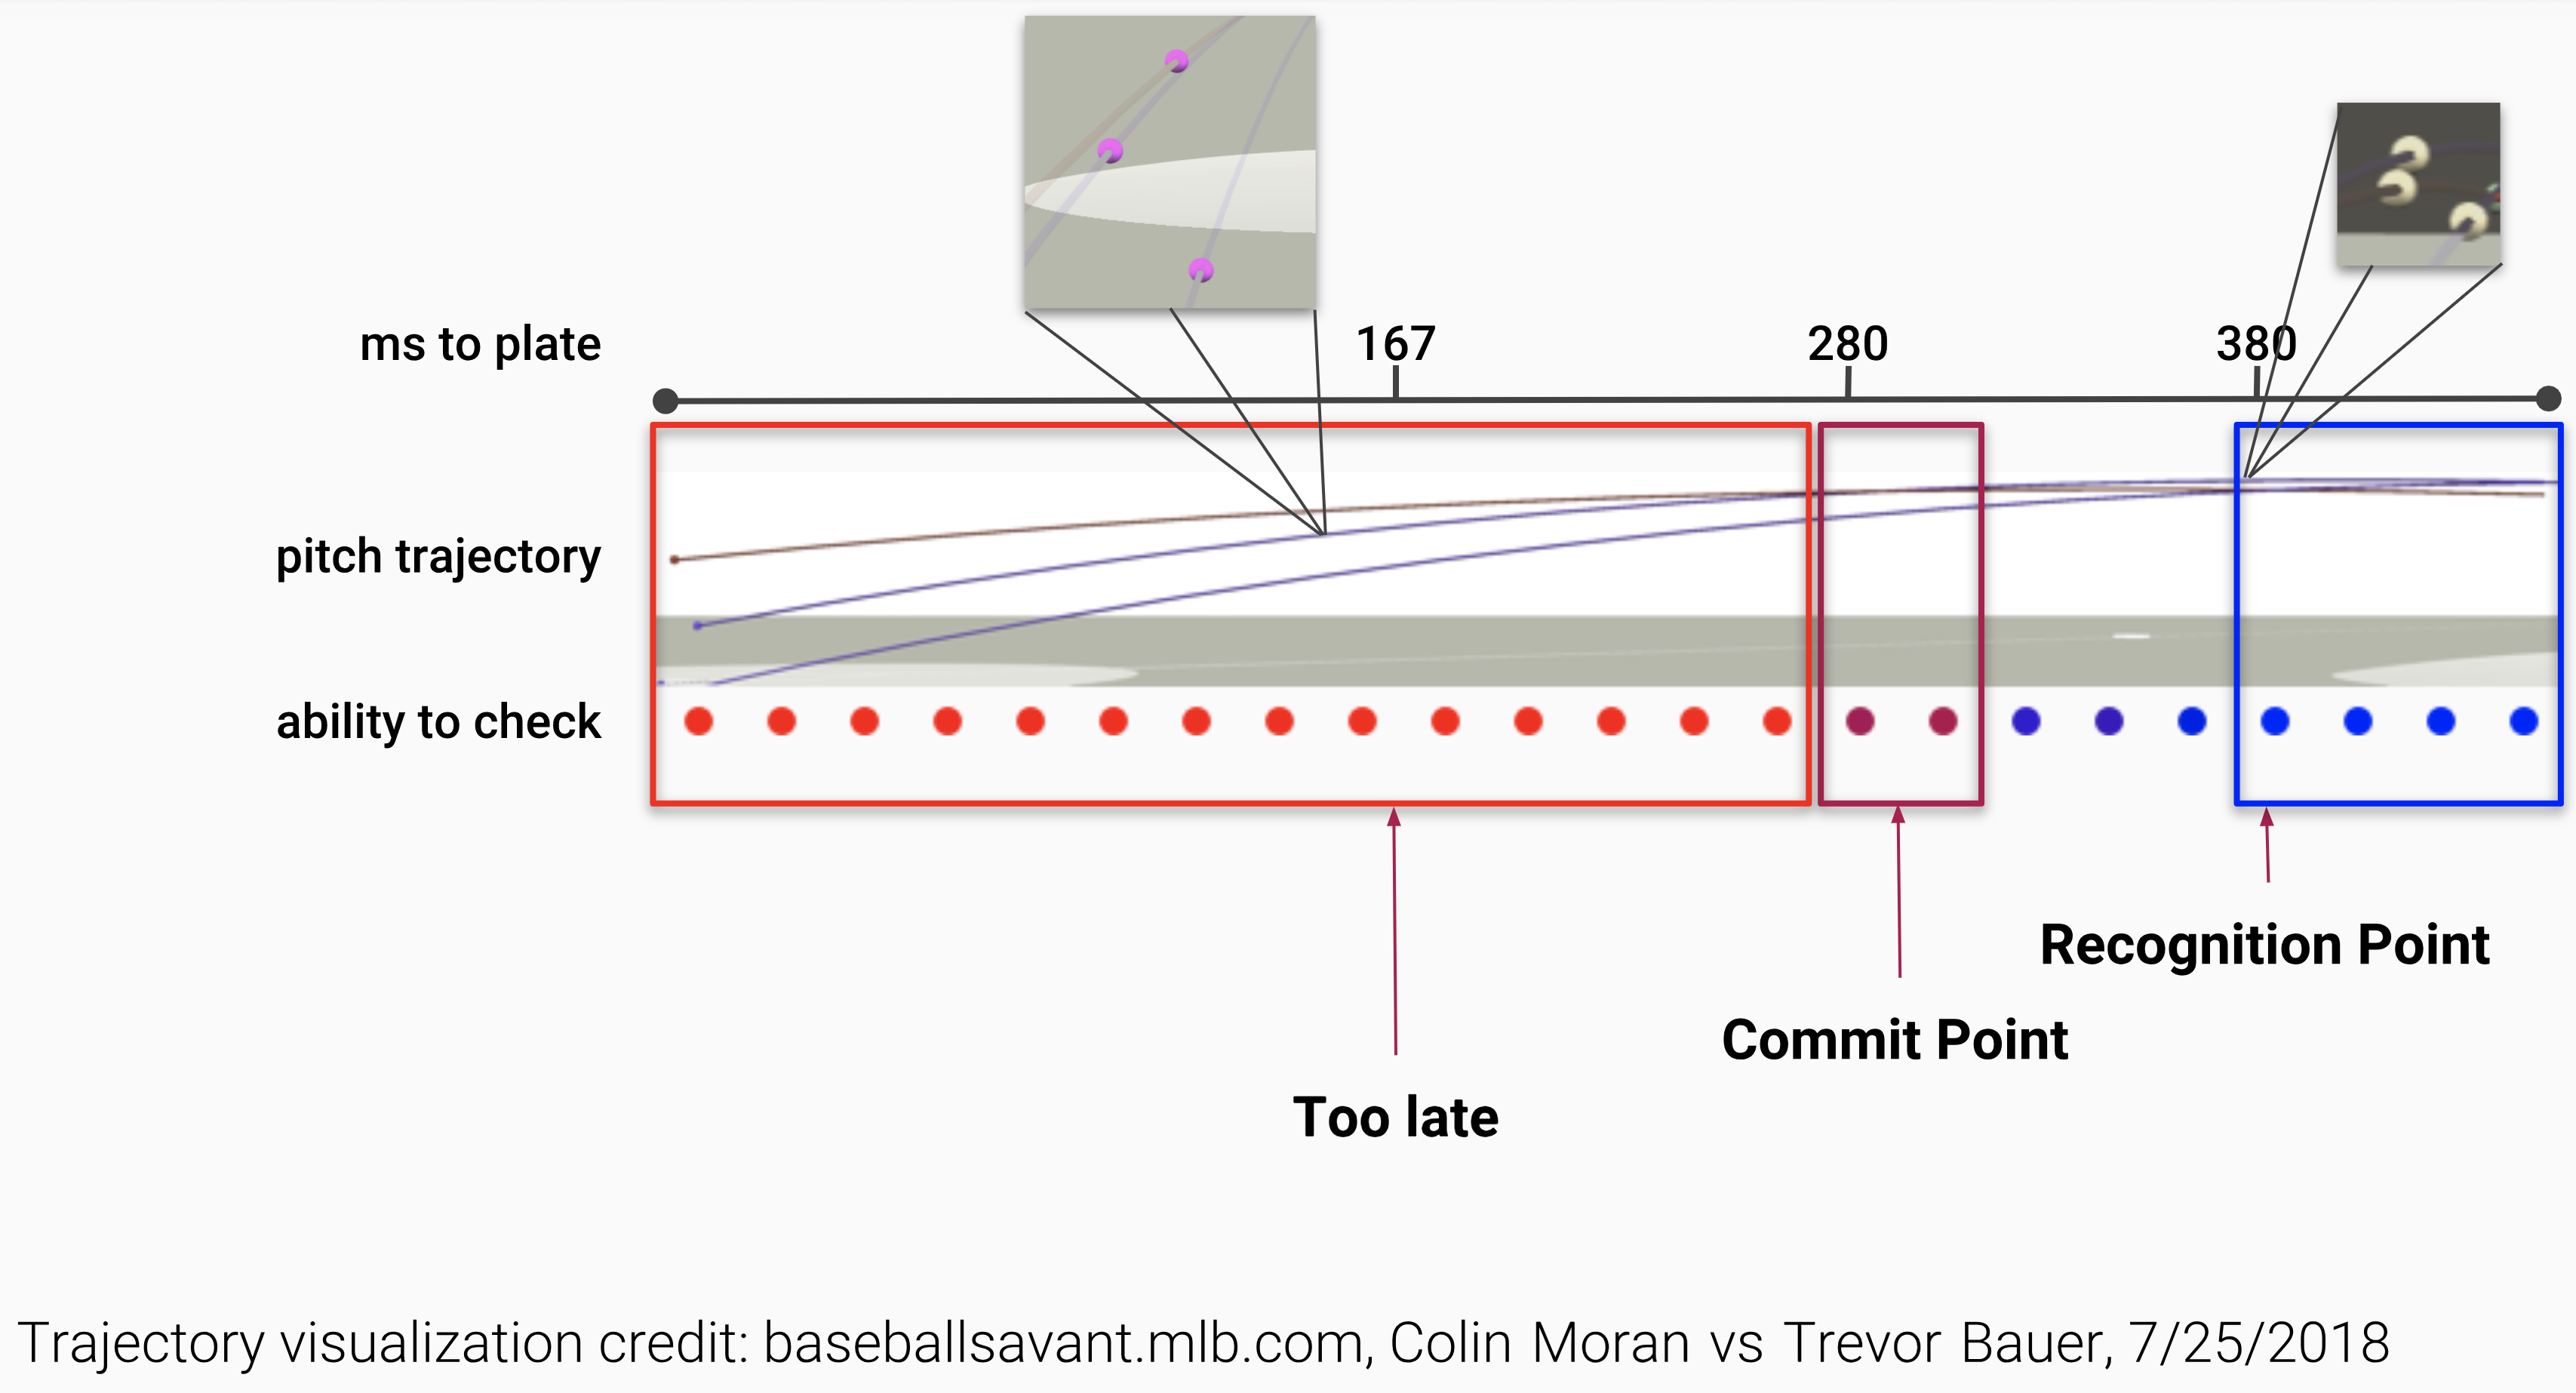 ms to plate
167
280
380
pitch trajectory
ability to check
Recognition Point
Commit Point
Too late
Trajectory visualization credit: baseballsavant.mlb.com, Colin Moran vs Trevor Bauer, 7/25/2018